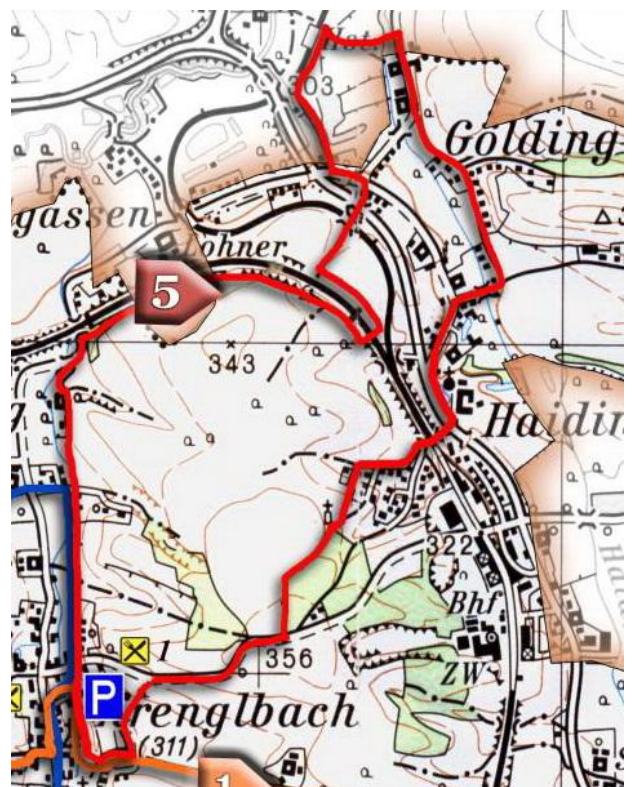 303
Golding
gassen
Lohner
5
343
Haidin
322
Bhf
1
356
ZW
P
renglbach
(311)
1